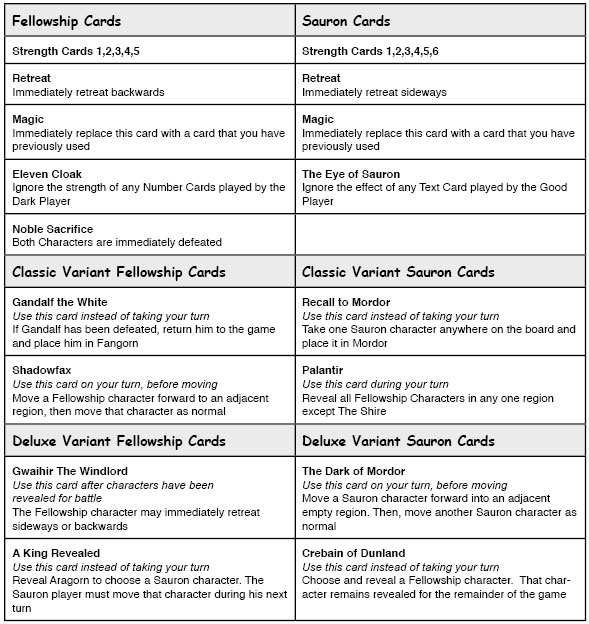 Fellowship Cards
Sauron Cards
Strength Cards 1,2,3,4,5
Strength Cards 1,2,3,4,5,6
Retreat
Immediately retreat backwards
Retreat
Immediately retreat sideways
Magic
Immediately replace this card with a card that you have
previously used
Magic
Immediately replace this card with a card that you have
previously used
Eleven Cloak
Ignore the strength of any Number Cards played by the
Dark Player
The Eye of Sauron
Ignore the effect of any Text Card played by the Good
Player
Noble Sacrifice
Both Characters are immediately defeated
Classic Variant Fellowship Cards
Classic Variant Sauron Cards
Gandalf the White
Use this card instead of taking your turn
If Gandalf has been defeated, return him to the game
and place him in Fangorn
Recall to Mordor
Use this card instead of taking your turn
Take one Sauron character anywhere on the board and
place it in Mordor
Shadowfax
Use this card on your turn, before moving
Move a Fellowship character forward to an adjacent
region, then move that character as normal
Palantir
Use this card during your turn
Reveal all Fellowship Characters in any one region
except The Shire
Deluxe Variant Fellowship Cards
Deluxe Variant Sauron Cards
Gwaihir The Windlord
Use this card after characters have been
revealed for battle
The Fellowship character may immediately retreat
sideways or backwards
The Dark of Mordor
Use this card on your turn, before moving
Move a Sauron character forward into an adjacent
empty region. Then, move another Sauron character as
normal
A King Revealed
Use this card instead of taking your turn
Reveal Aragorn to choose a Sauron character. The
Sauron player must move that character during his next
turn
Crebain of Dunland
Use this card instead of taking your turn
Choose and reveal a Fellowship character.  That char-
acter remains revealed for the remainder of the game